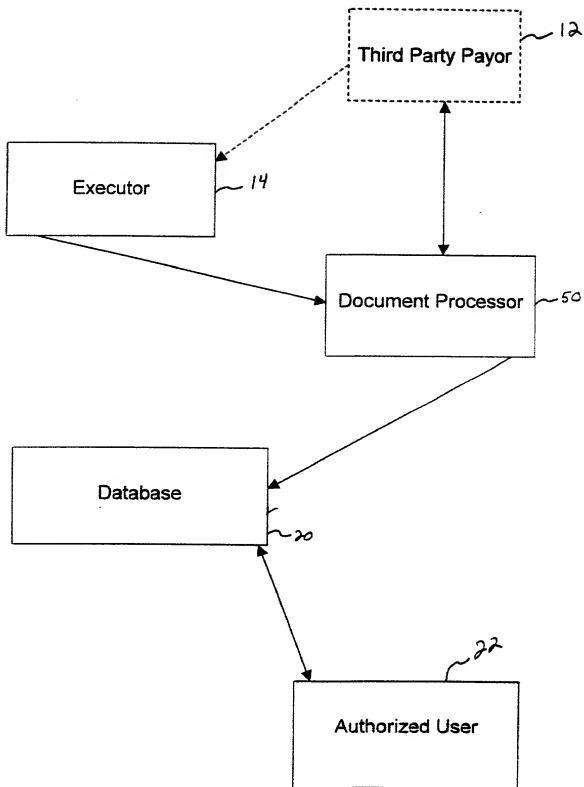 Third Party Payor
12
Executor
14
Document Processor
50
Database
20
Authorized User
22